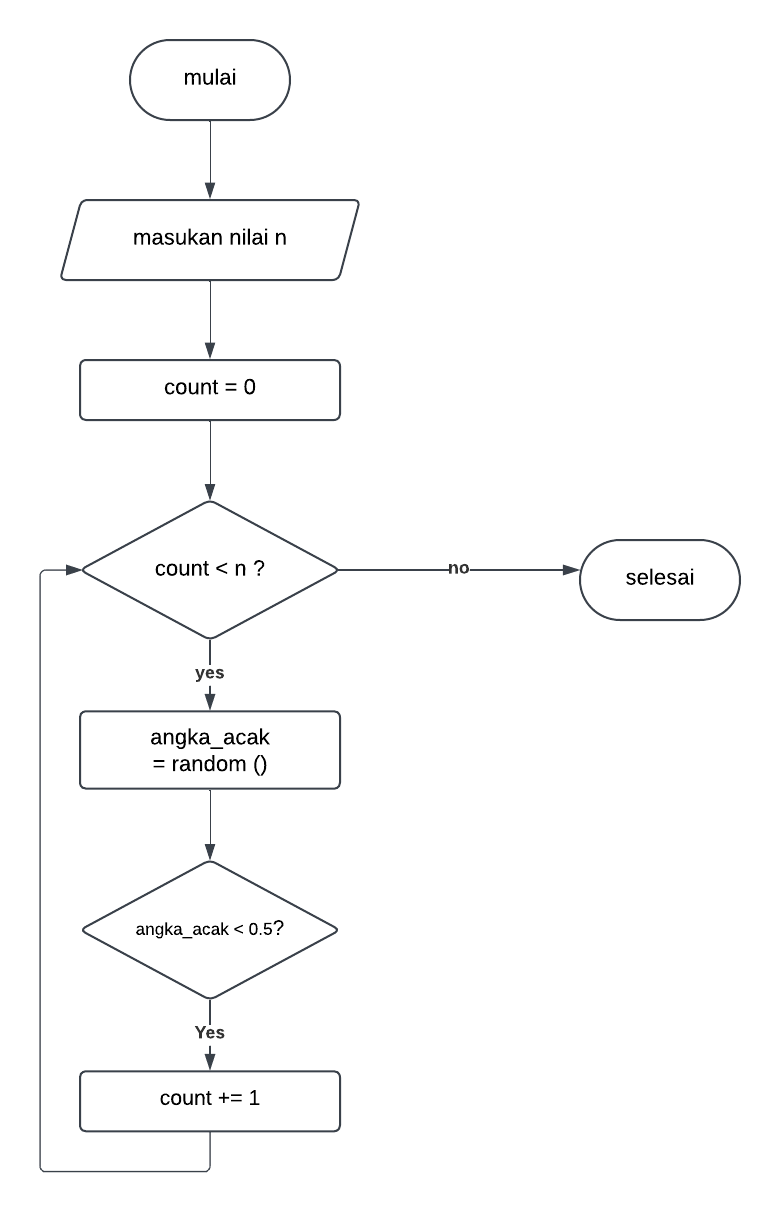 mulai
masukan nilai n
count = 0
count < n ?
no
selesai
yes
angka_acak
= random ()
angka_acak < 0.5?
Yes
count += 1